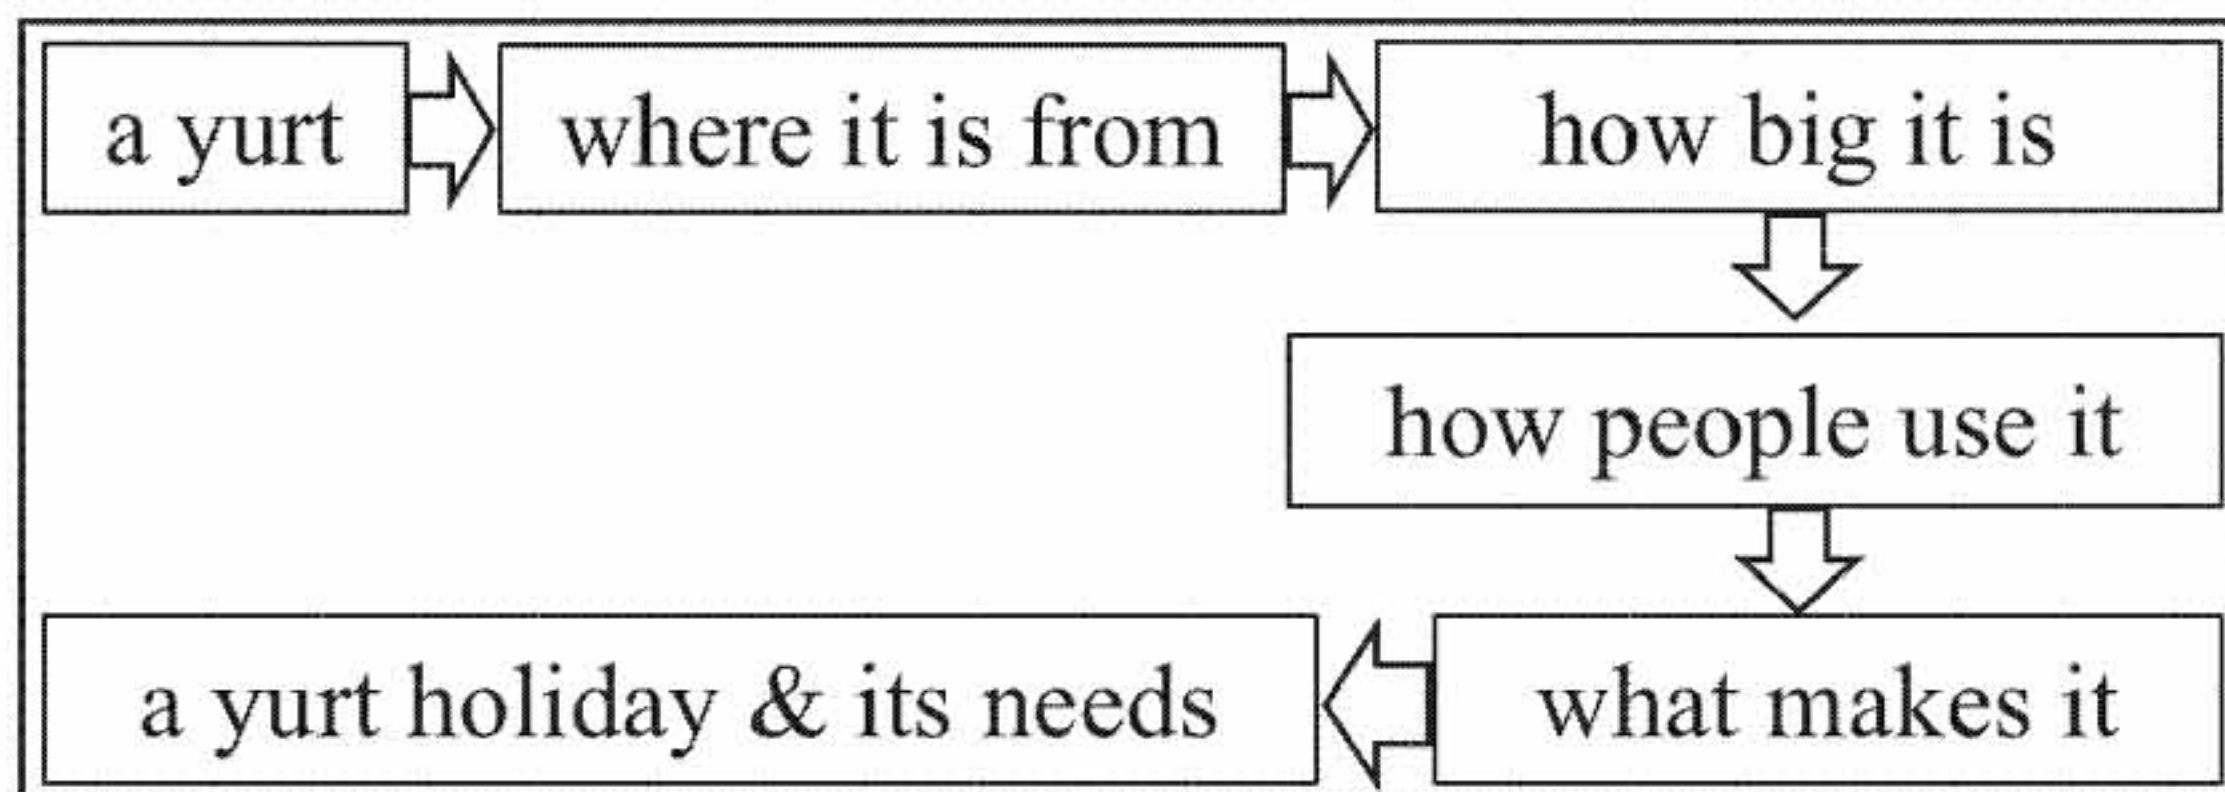 a yurt
where it is from
how big it is
how people use it
what makes it
a yurt holiday & its needs